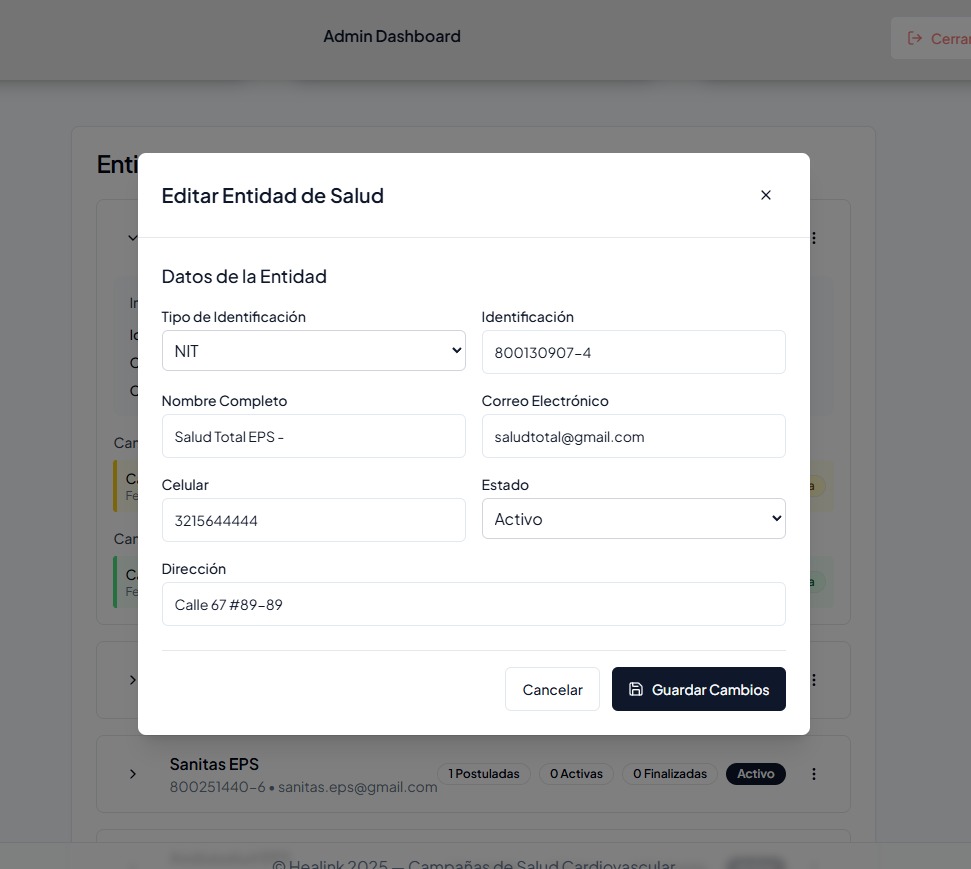 Admin Dashboard
Editar Entidad de Salud
Datos de la Entidad
Tipo de Identificación
Identificación
NIT
800130907-4
Nombre Completo
Correo Electrónico
Salud Total EPS -
saludtotal@gmail.com
Celular
Estado
3215644444
Activo
Dirección
Calle 67 #89-89
Cancelar
Guardar Cambios
Sanitas EPS
1 Postuladas
0 Activas
0 Finalizadas
Activo
800251440-6 • sanitas.eps@gmail.com
© Healink 2025 — Campañas de Salud Cardiovascular